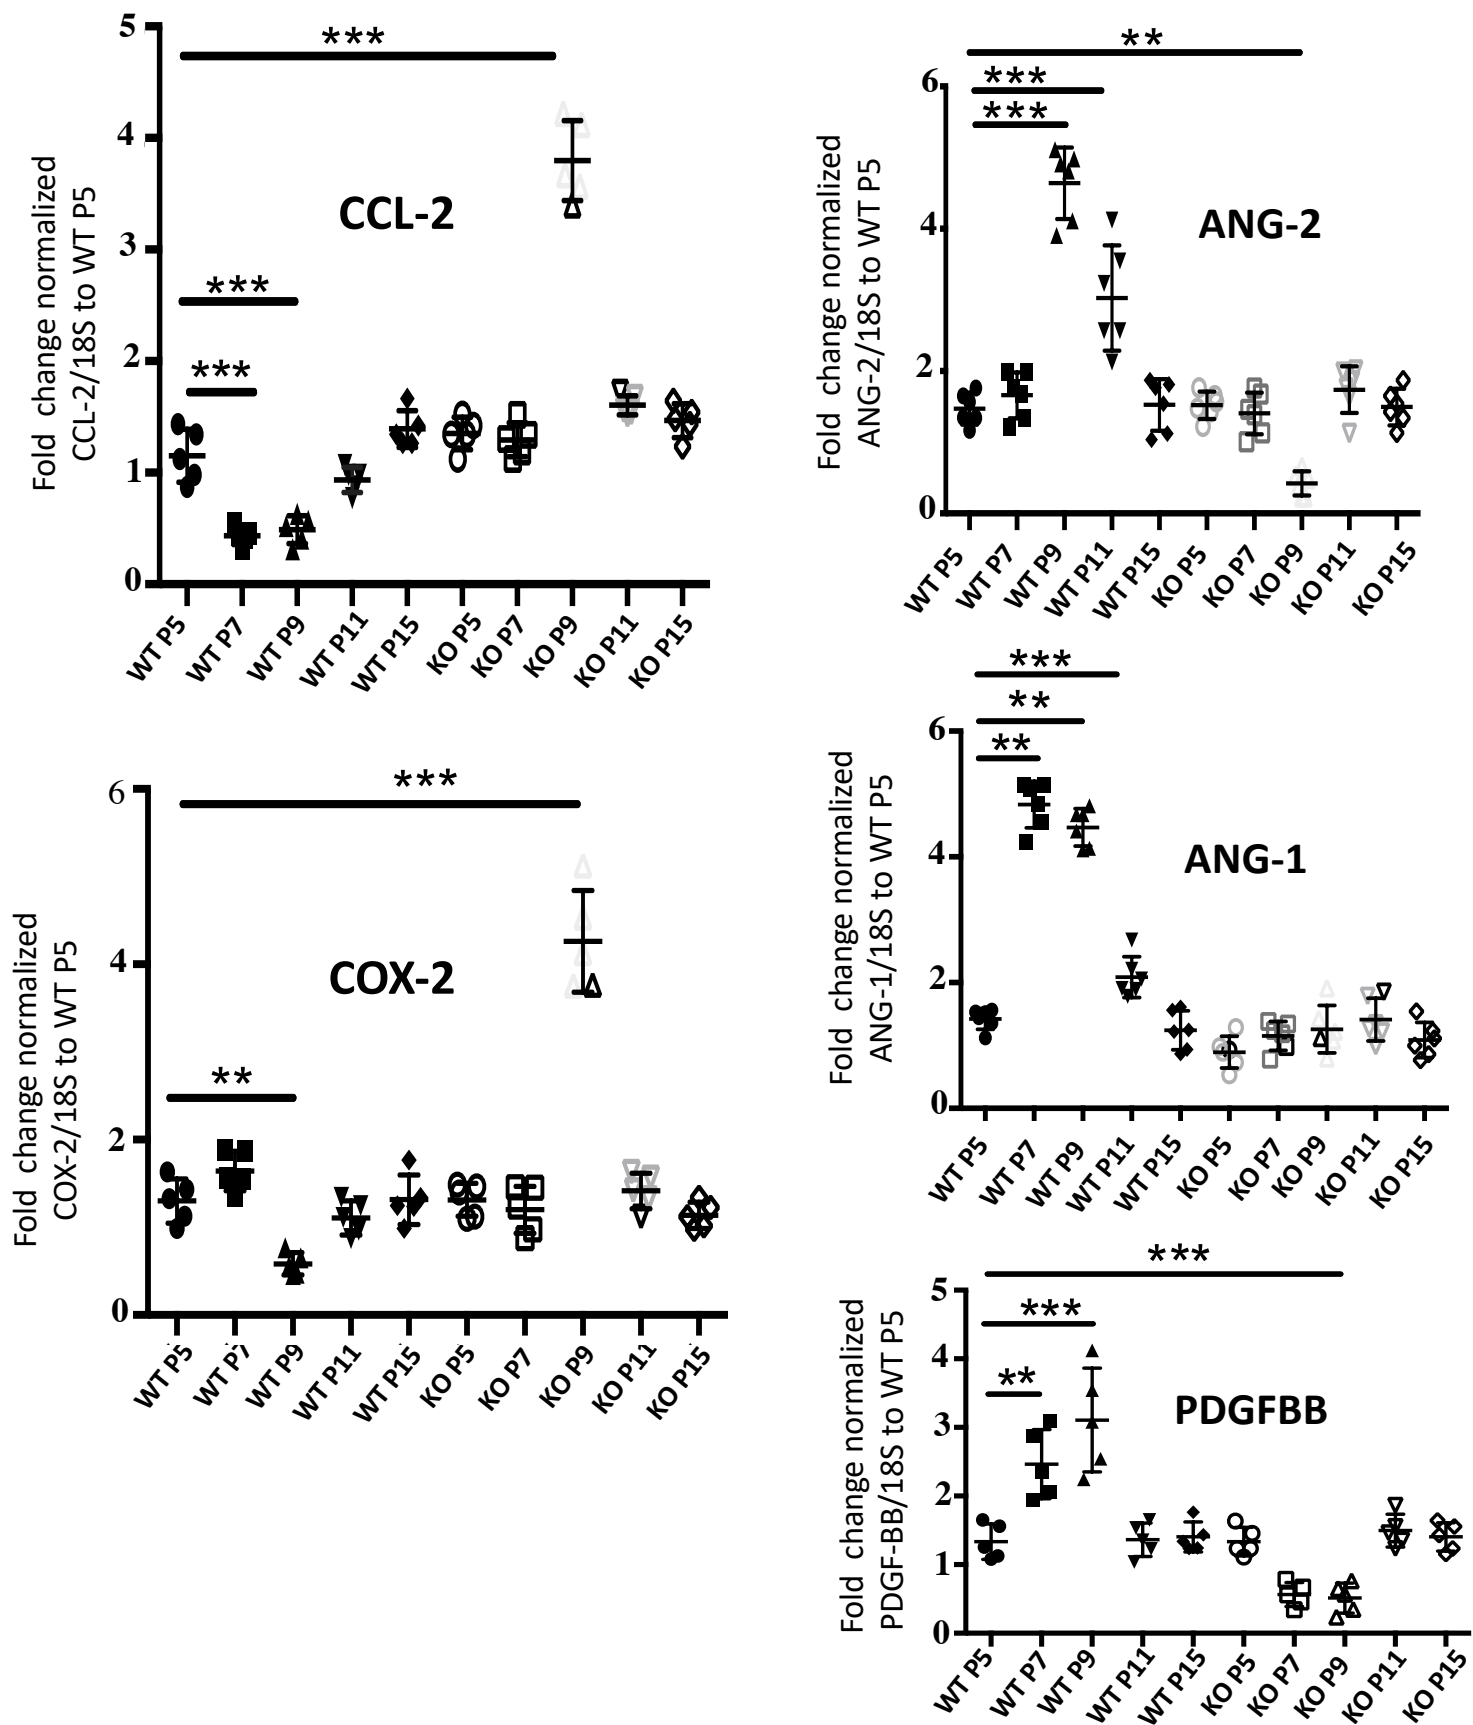 5
4
3
2
1
0
Fold change normalized
CCL-2/18S to WT P5
CCL-2
***
***
***
WT P5
WT P7
WT P9
WT P11
WT P15
KO P5
KO P7
KO P9
KO P11
KO P15
6
4
2
0
Fold change normalized
ANG-2/18S to WT P5
ANG-2
**
***
***
WT P5
WT P7
WT P9
WT P11
WT P15
KO P5
KO P7
KO P9
KO P11
KO P15
6
4
2
0
Fold change normalized
COX-2/18S to WT P5
COX-2
***
**
WT P5
WT P7
WT P9
WT P11
WT P15
KO P5
KO P7
KO P9
KO P11
KO P15
6
4
2
0
Fold change normalized
ANG-1/18S to WT P5
ANG-1
***
**
**
WT P5
WT P7
WT P9
WT P11
WT P15
KO P5
KO P7
KO P9
KO P11
KO P15
5
4
3
2
1
0
Fold change normalized
PDGF-BB/18S to WT P5
PDGFBB
***
***
**
WT P5
WT P7
WT P9
WT P11
WT P15
KO P5
KO P7
KO P9
KO P11
KO P15